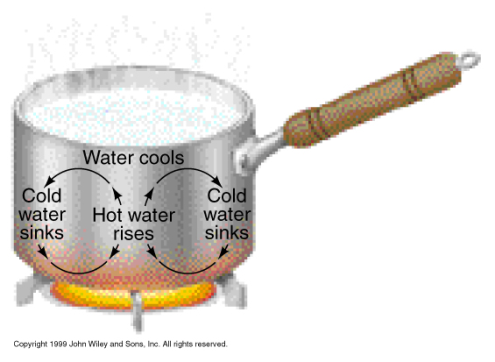 Water cools
Cold
water
sinks
Hot water
rises
Cold
water
sinks
Copyright 1999 John Wiley and Sons, Inc. All rights reserved.